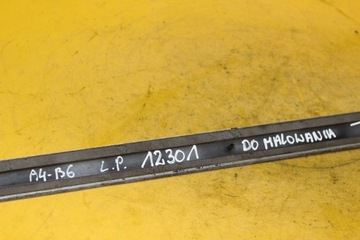 A4-B6 L.P. 12301 DO MALOWANIA